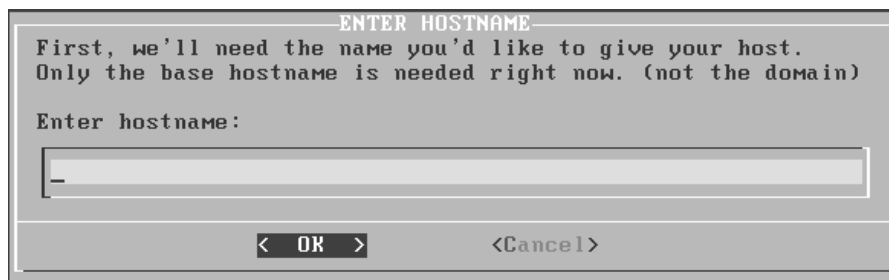 ENTER HOSTNAME
First, we'll need the name you'd like to give your host.
Only the base hostname is needed right now. (not the domain)
Enter hostname:
< OK > <Cancel>